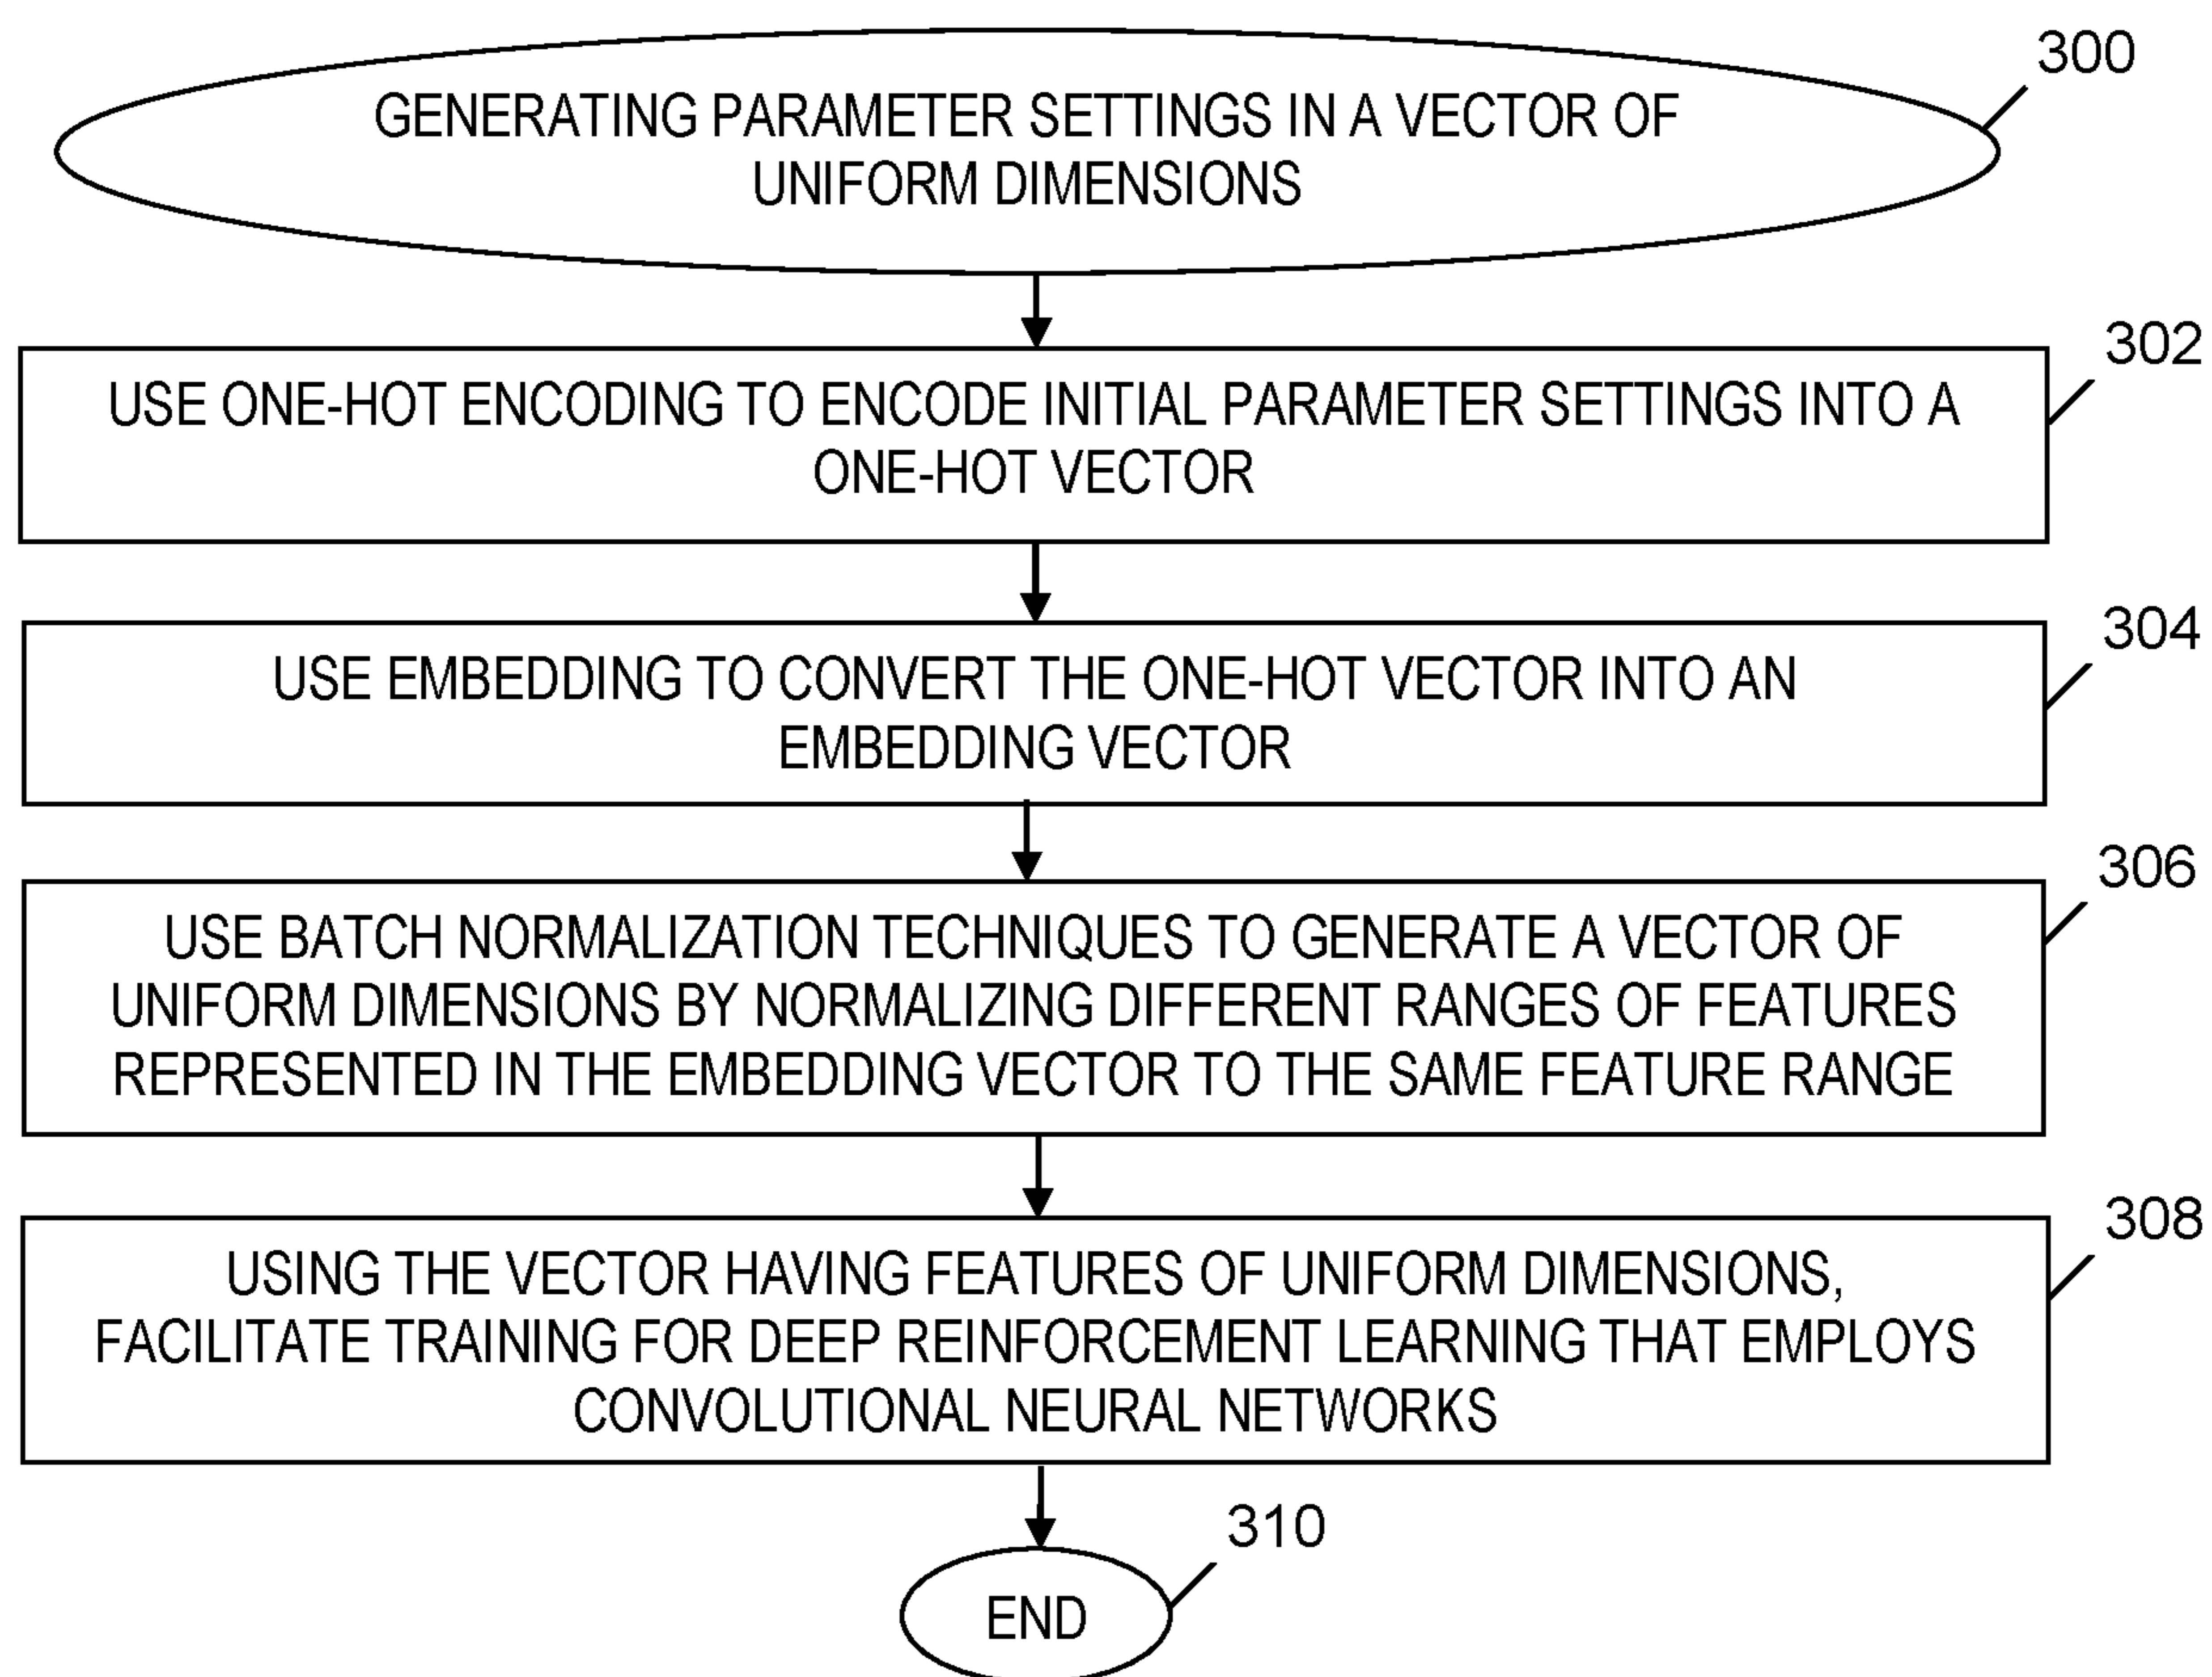 300
GENERATING PARAMETER SETTINGS IN A VECTOR OF
UNIFORM DIMENSIONS
302
USE ONE-HOT ENCODING TO ENCODE INITIAL PARAMETER SETTINGS INTO A
ONE-HOT VECTOR
304
USE EMBEDDING TO CONVERT THE ONE-HOT VECTOR INTO AN
EMBEDDING VECTOR
306
USE BATCH NORMALIZATION TECHNIQUES TO GENERATE A VECTOR OF
UNIFORM DIMENSIONS BY NORMALIZING DIFFERENT RANGES OF FEATURES
REPRESENTED IN THE EMBEDDING VECTOR TO THE SAME FEATURE RANGE
308
USING THE VECTOR HAVING FEATURES OF UNIFORM DIMENSIONS,
FACILITATE TRAINING FOR DEEP REINFORCEMENT LEARNING THAT EMPLOYS
CONVOLUTIONAL NEURAL NETWORKS
310
END